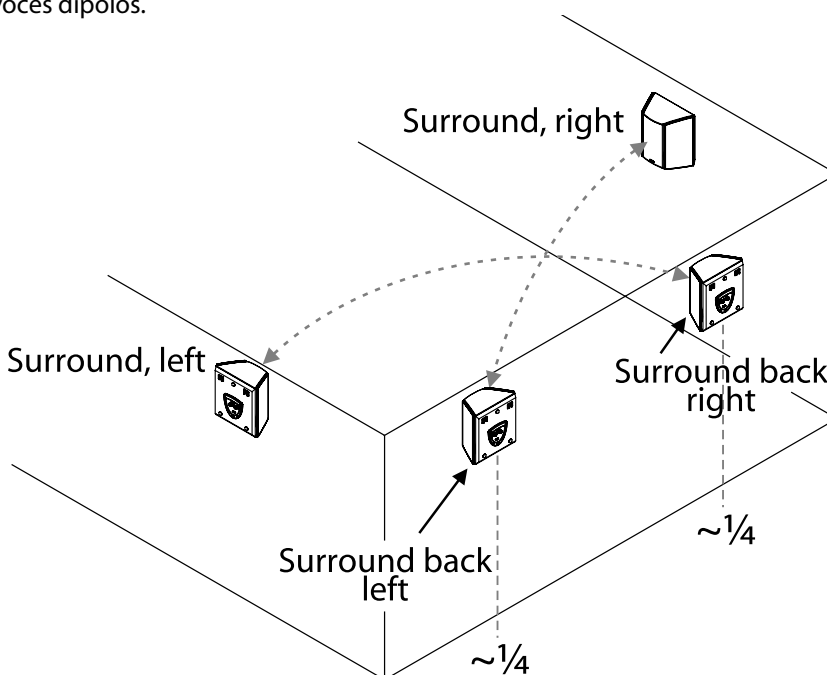 voces dipolos.
Surround, right
Surround, left
Surround back
right
~¼
Surround back
left
~¼